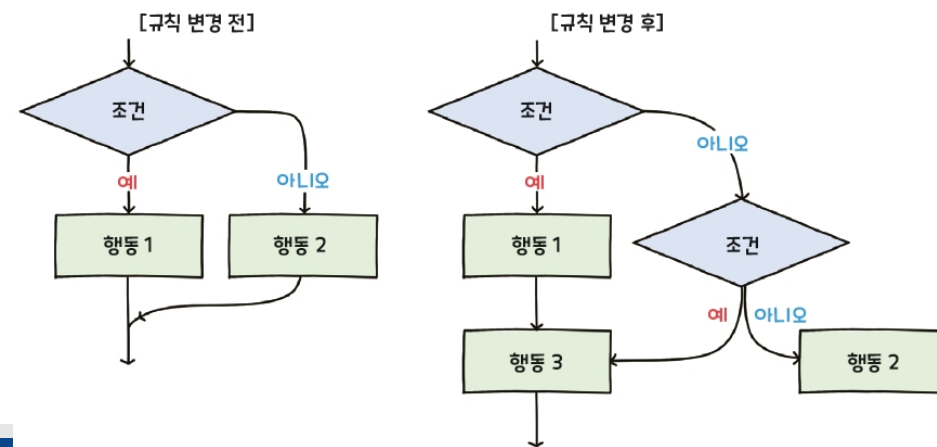 [규칙 변경 전]
조건
예
아니오
행동 1
행동 2
[규칙 변경 후]
조건
아니오
예
행동 1
조건
예
아니오
행동 3
행동 2